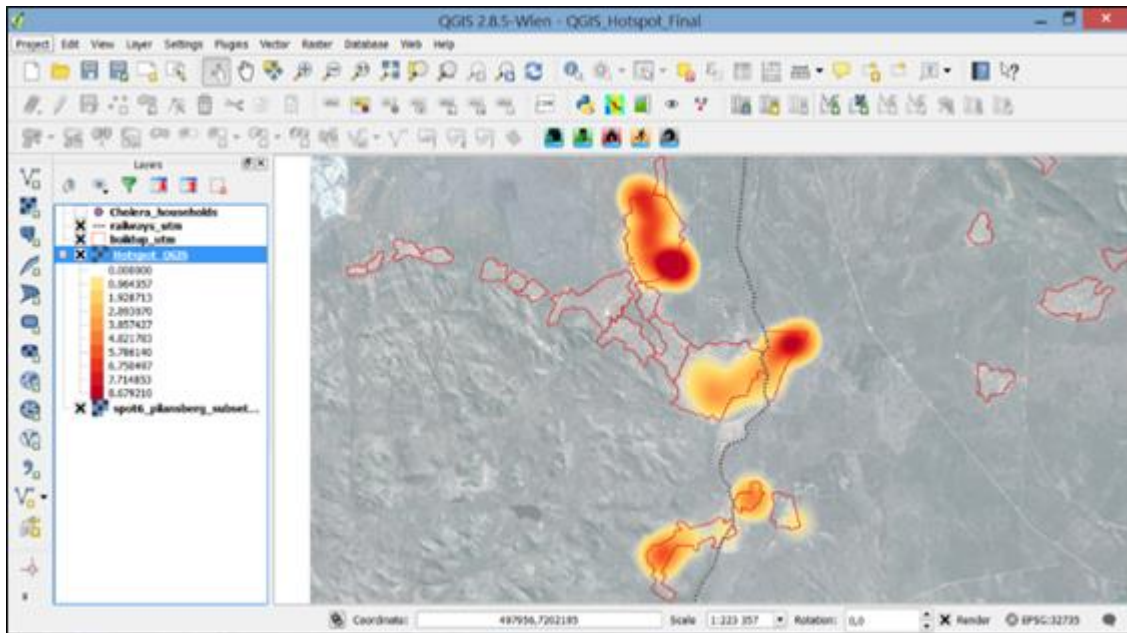 QGIS 2.8.5-Wien - QGIS_Hotspot_Final
Project Edit View Layer Settings Plugins Vector Raster Database Web Help
Layers
Cholera_households
railways_utm
builtup_utm
Hotspot_QGIS
0.000000
0.964357
1.928713
2.893070
3.857427
4.821783
5.786140
6.750497
7.714853
8.679210
spot6_pilansberg_subset...
Coordinate: 497956,7202185 Scale 1:223 357 Rotation: 0,0 Render EPSG:32735